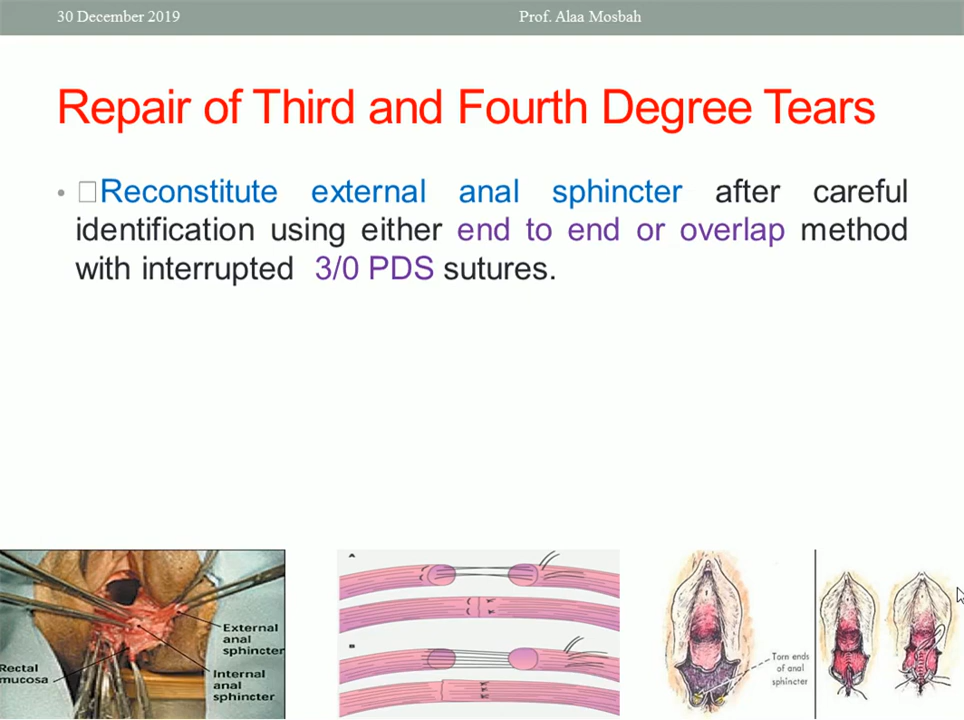 30 December 2019
Prof. Alaa Mosbah
Repair of Third and Fourth Degree Tears
• □Reconstitute external anal sphincter after careful
identification using either end to end or overlap method
with interrupted 3/0 PDS sutures.
External
anal
sphincter
Rectal
mucosa
Internal
anal
sphincter
A
B
Torn ends
of anal
sphincter